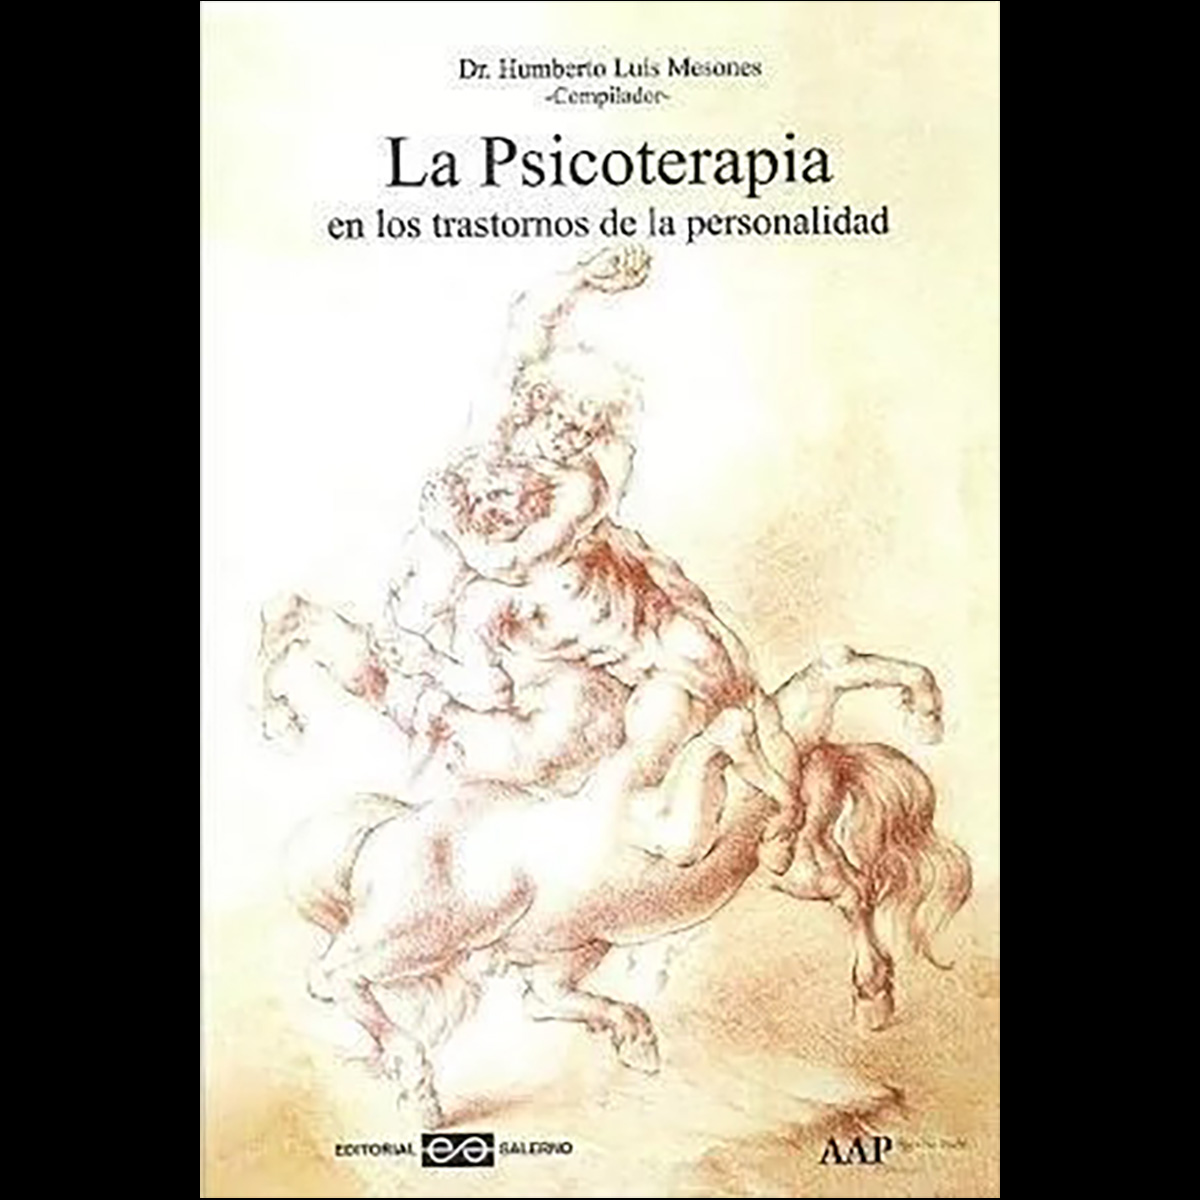 Dr. Humberto Luis Mesones
-Compilador-
La Psicoterapia
en los trastornos de la personalidad
EDITORIAL SALERNO
AAP